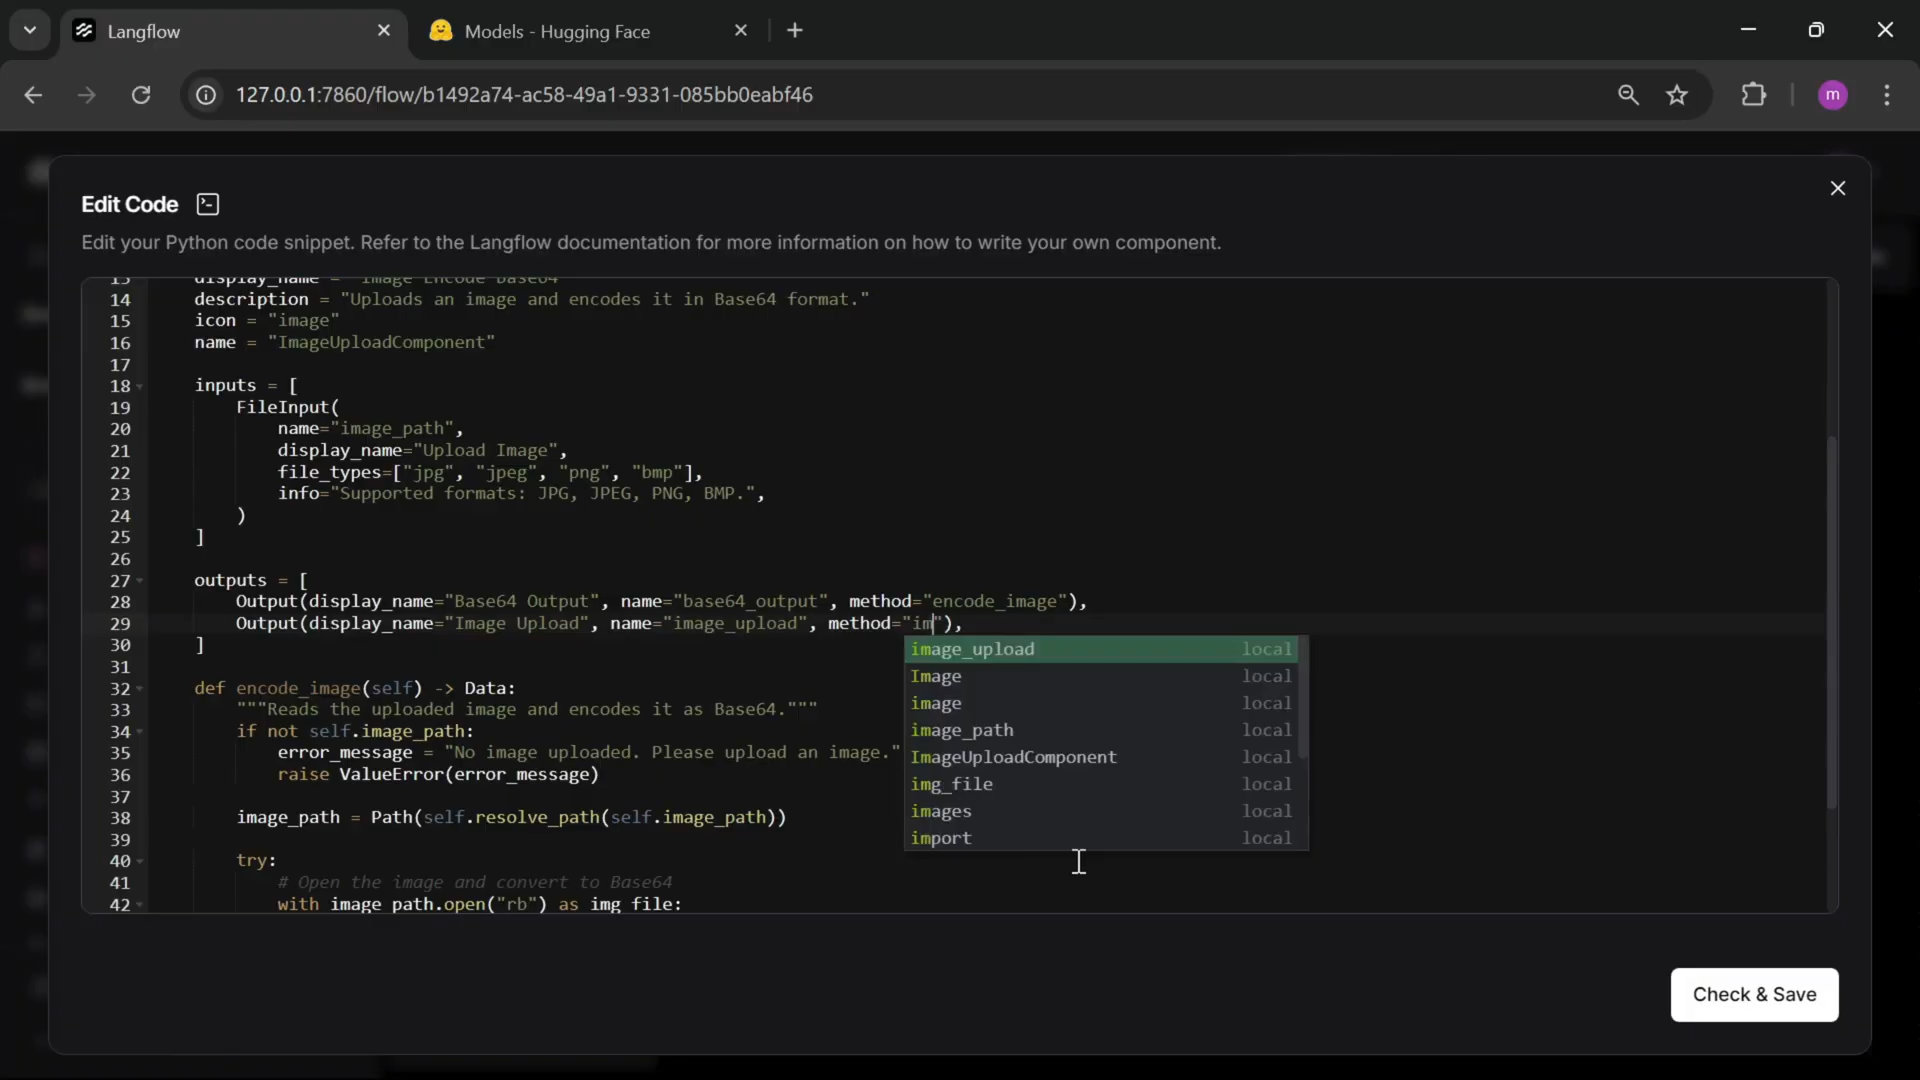 Langflow
Models - Hugging Face
127.0.0.1:7860/flow/b1492a74-ac58-49a1-9331-085bb0eabf46
m
Edit Code
Edit your Python code snippet. Refer to the Langflow documentation for more information on how to write your own component.
13 display_name = "Image Encode Base64"
14 description = "Uploads an image and encodes it in Base64 format."
15 icon = "image"
16 name = "ImageUploadComponent"
17
18 inputs = [
19 FileInput(
20 name="image_path",
21 display_name="Upload Image",
22 file_types=["jpg", "jpeg", "png", "bmp"],
23 info="Supported formats: JPG, JPEG, PNG, BMP.",
24 )
25 ]
26
27 outputs = [
28 Output(display_name="Base64 Output", name="base64_output", method="encode_image"),
29 Output(display_name="Image Upload", name="image_upload", method="im"),
30 ]
31
32 def encode_image(self) -> Data:
33 """Reads the uploaded image and encodes it as Base64."""
34 if not self.image_path:
35 error_message = "No image uploaded. Please upload an image."
36 raise ValueError(error_message)
37
38 image_path = Path(self.resolve_path(self.image_path))
39
40 try:
41 # Open the image and convert to Base64
42 with image_path.open("rb") as img_file:
image_upload local
Image local
image local
image_path local
ImageUploadComponent local
img_file local
images local
import local
Check & Save